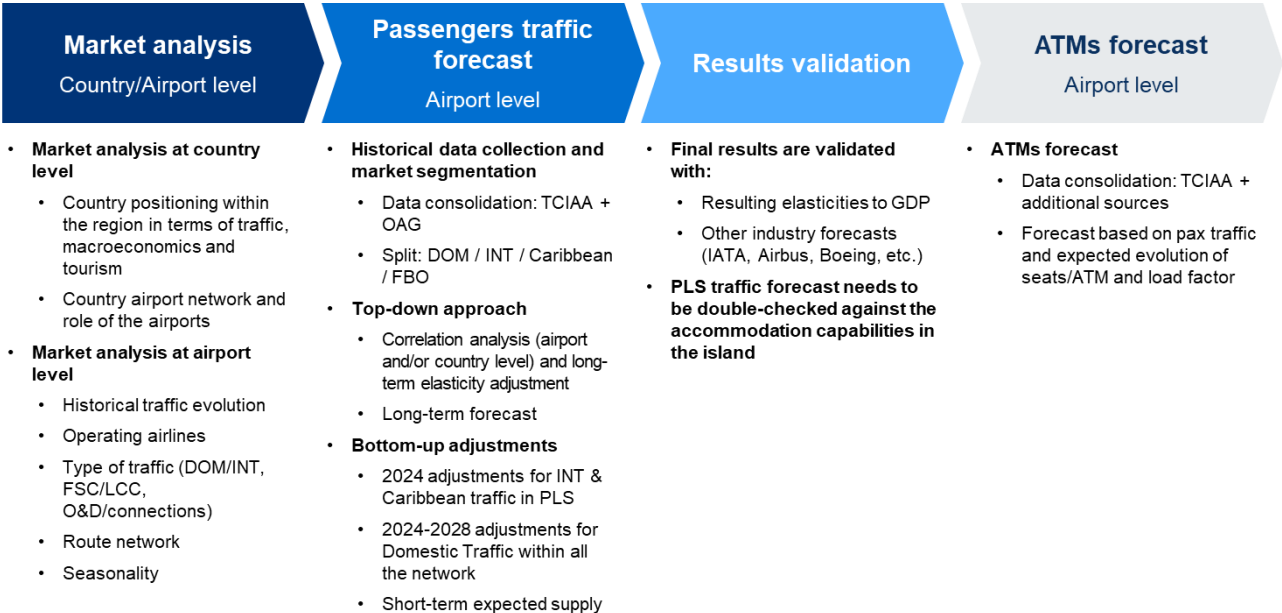 Market analysis
Country/Airport level
• Market analysis at country
level
• Country positioning within
the region in terms of traffic,
macroeconomics and
tourism
• Country airport network and
role of the airports
• Market analysis at airport
level
• Historical traffic evolution
• Operating airlines
• Type of traffic (DOM/INT,
FSC/LCC,
O&D/connections)
• Route network
• Seasonality
Passengers traffic
forecast
Airport level
• Historical data collection and
market segmentation
• Data consolidation: TCIAA +
OAG
• Split: DOM / INT / Caribbean
/ FBO
• Top-down approach
• Correlation analysis (airport
and/or country level) and long-
term elasticity adjustment
• Long-term forecast
• Bottom-up adjustments
• 2024 adjustments for INT &
Caribbean traffic in PLS
• 2024-2028 adjustments for
Domestic Traffic within all
the network
• Short-term expected supply
Results validation
• Final results are validated
with:
• Resulting elasticities to GDP
• Other industry forecasts
(IATA, Airbus, Boeing, etc.)
• PLS traffic forecast needs to
be double-checked against the
accommodation capabilities in
the island
ATMs forecast
Airport level
• ATMs forecast
• Data consolidation: TCIAA +
additional sources
• Forecast based on pax traffic
and expected evolution of
seats/ATM and load factor